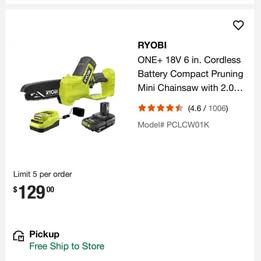 RYOBI
ONE+ 18V 6 in. Cordless
Battery Compact Pruning
Mini Chainsaw with 2.0…
(4.6 / 1006)
Model# PCLCW01K
RYOBI
Limit 5 per order
$129.00
Pickup
Free Ship to Store